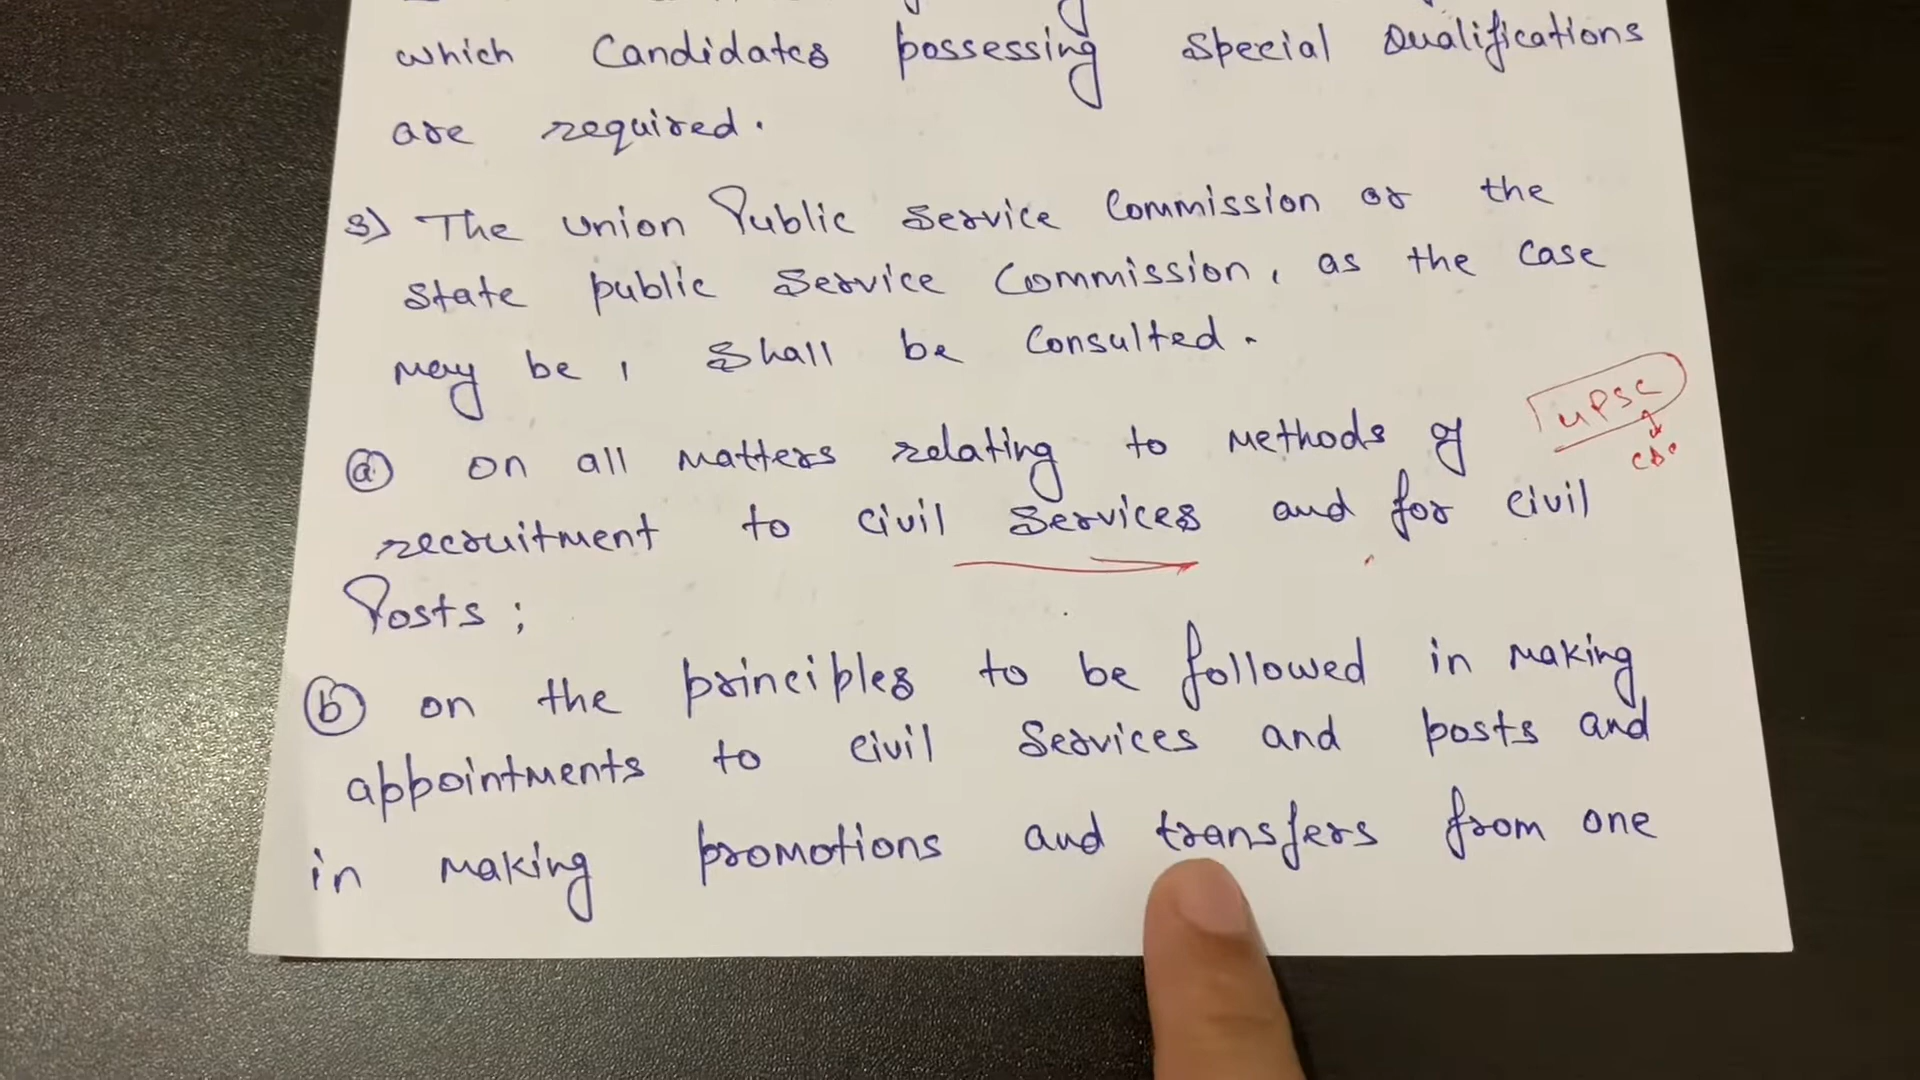 which Candidates possessing Special Qualifications
are required.
3) The Union Public Service Commission or the
State public Service Commission, as the Case
may be, Shall be Consulted.
UPSC
(a) on all matters relating to methods of
recruitment to civil Services and for civil
Posts;
(b) on the principles to be followed in making
appointments to civil Services and posts and
in making promotions and transfers from one